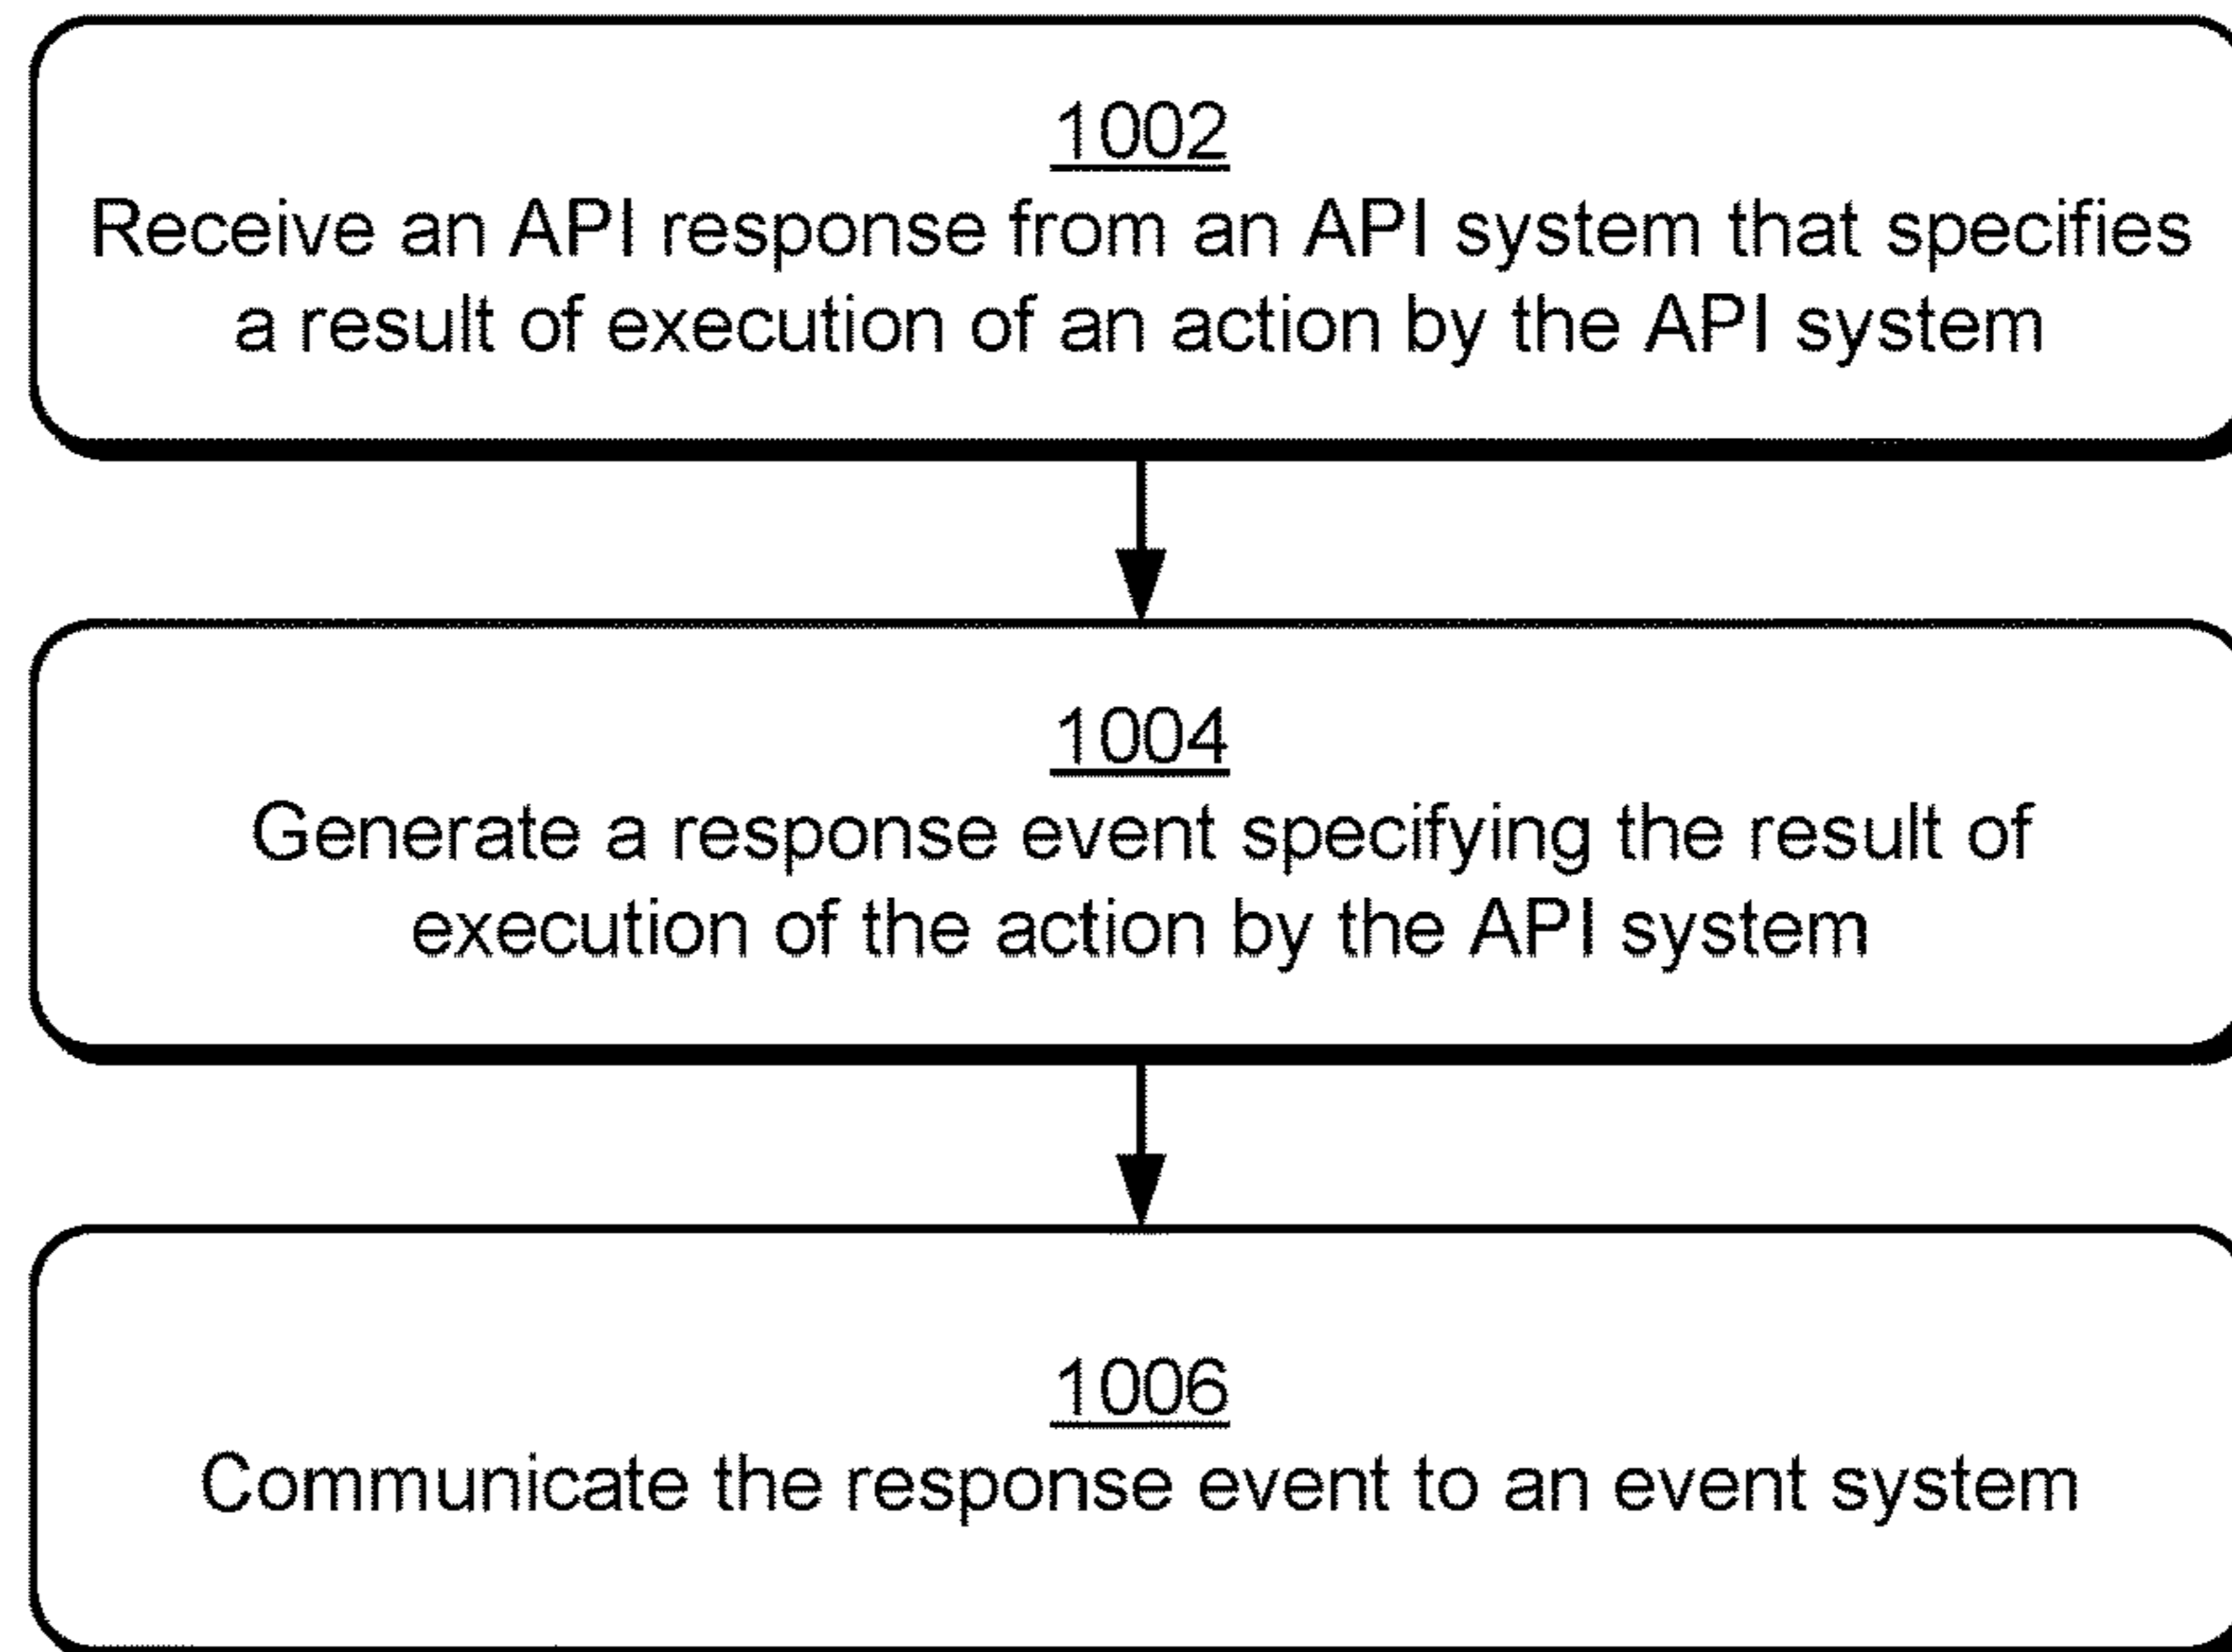 1002
Receive an API response from an API system that specifies
a result of execution of an action by the API system
1004
Generate a response event specifying the result of
execution of the action by the API system
1006
Communicate the response event to an event system